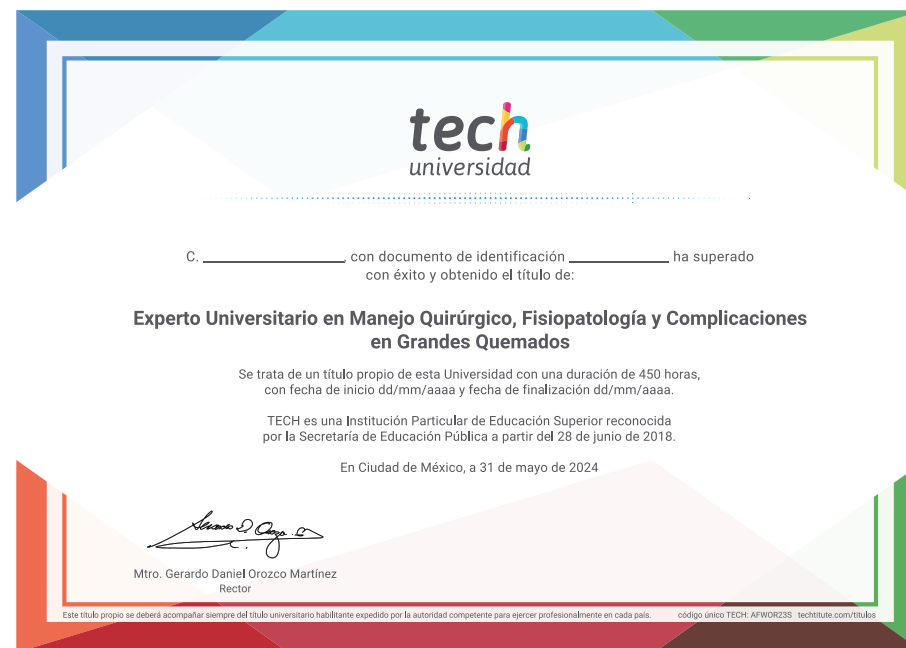 tech
universidad
C. ____________________, con documento de identificación ______________ ha superado
con éxito y obtenido el título de:
Experto Universitario en Manejo Quirúrgico, Fisiopatología y Complicaciones
en Grandes Quemados
Se trata de un título propio de esta Universidad con una duración de 450 horas,
con fecha de inicio dd/mm/aaaa y fecha de finalización dd/mm/aaaa.
TECH es una Institución Particular de Educación Superior reconocida
por la Secretaría de Educación Pública a partir del 28 de junio de 2018.
En Ciudad de México, a 31 de mayo de 2024
Mtro. Gerardo Daniel Orozco Martínez
Rector
Este título propio se deberá acompañar siempre del título universitario habilitante expedido por la autoridad competente para ejercer profesionalmente en cada país. código único TECH: AFWOR23S techtitute.com/titulos